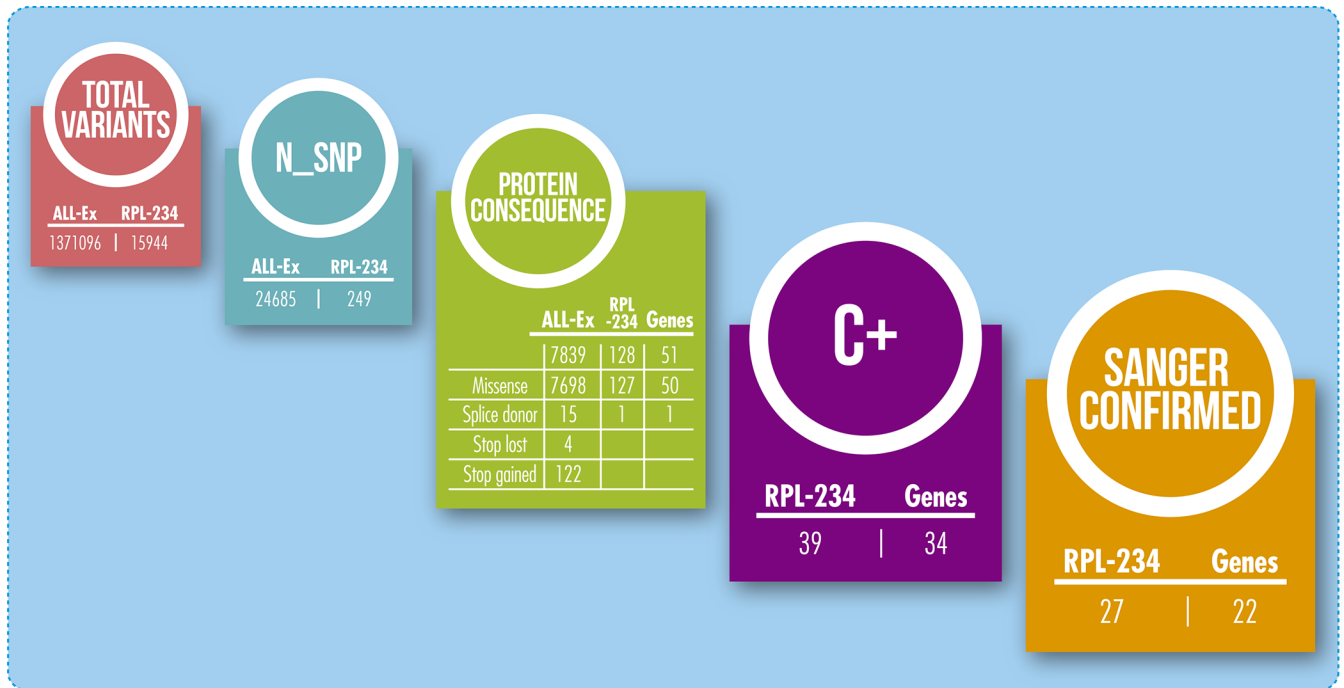 TOTAL
VARIANTS
ALL-Ex RPL-234
1371096 | 15944
N_SNP
ALL-Ex RPL-234
24685 | 249
PROTEIN
CONSEQUENCE
ALL-Ex RPL -234 Genes
7839 128 51
Missense 7698 127 50
Splice donor 15 1 1
Stop lost 4
Stop gained 122
C+
RPL-234 Genes
39 | 34
SANGER
CONFIRMED
RPL-234 Genes
27 | 22